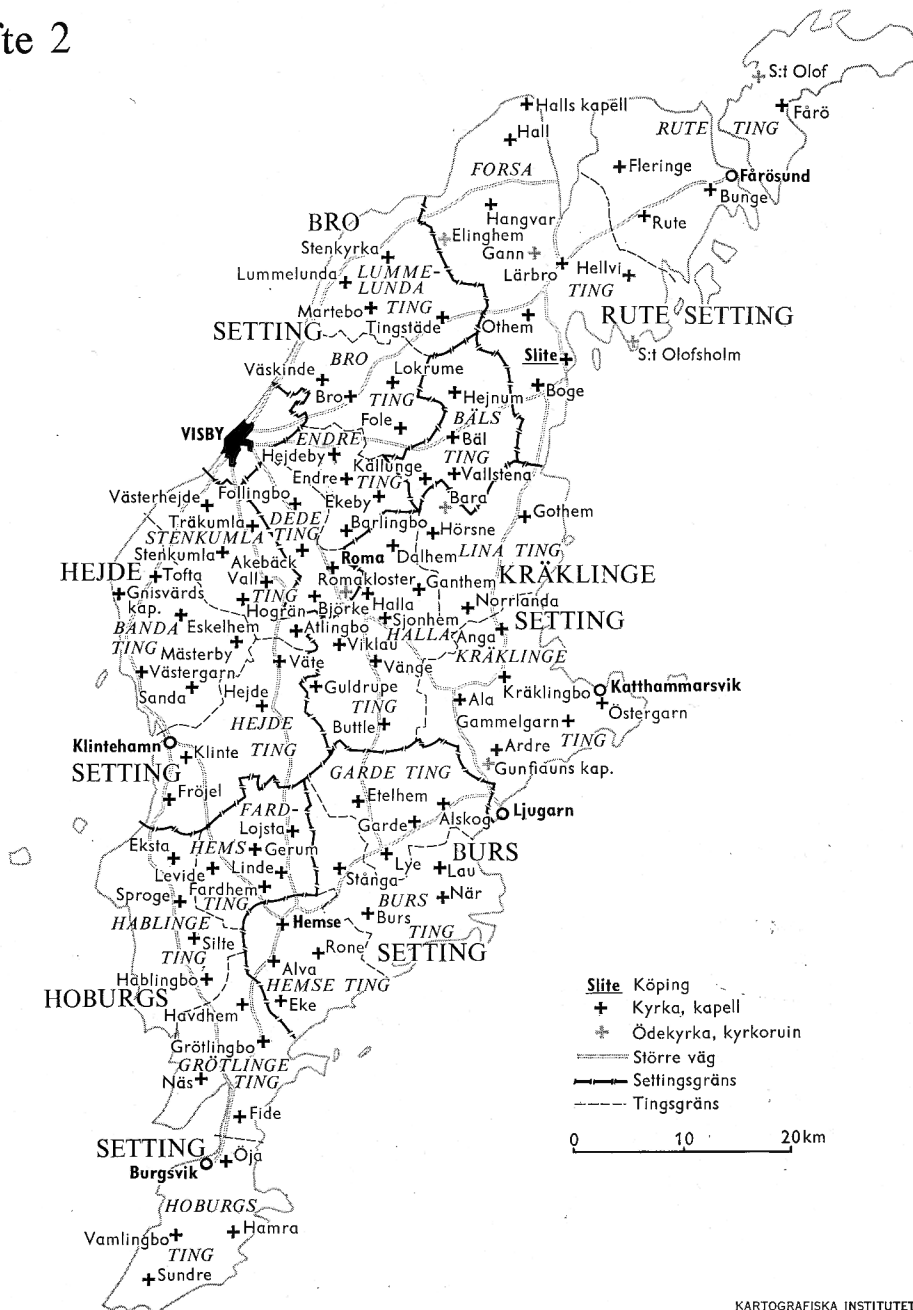 fte 2
S:t Olof
Halls kapell
Fårö
RUTE TING
Hall
FORSA
Fleringe
Fårösund
Bunge
Hangvar
Rute
BRO
Elinghem
Stenkyrka
Gann
Lärbro
Hellvi
Lummelunda
LUMME-
LUNDA
TING
TING
Martebo
RUTE SETTING
SETTING
Tingstäde
Othem
S:t Olofsholm
BRO
Slite
Väskinde
Lokrume
Bro
TING
Hejnum
Boge
Fole
BÄLS
VISBY
ENDRE
Bäl
Hejdeby
TING
Källunge
Endre
TING
Vallstena
Follingbo
Ekeby
Bara
Västerhejde
Gothem
Träkumla
DEDE
Barlingbo
Hörsne
STENKUMLA
TING
Stenkumla
Roma
Dalhem
LINA TING
Akebäck
HEJDE
Tofta
Vall
Romakloster
Ganthem
KRÄKLINGE
Gnisvärds
kap.
TING
Hogrän
Björke
Halla
Norrlanda
BANDA
Eskelhem
Sjonhem
SETTING
Atlingbo
HALLA
Anga
TING
Mästerby
Viklau
KRÄKLINGE
Västergarn
Väte
Vänge
Sanda
Hejde
Guldrupe
Kräklingbo
Katthammarsvik
Ala
Östergarn
HEJDE
TING
Buttle
Gammelgarn
TING
Klintehamn
Klinte
TING
Ardre
SETTING
GARDE TING
Gunfiauns kap.
Fröjel
Etelhem
FARD-
Alskog
Ljugarn
Lojsta
Garde
Eksta
HEMS
Gerum
BURS
Lye
Levide
Linde
Stånga
Lau
Fardhem
Sproge
TING
När
BURS
HABLINGE
Hemse
Burs
TING
Silte
TING
Rone
SETTING
Alva
Hablingbo
HEMSE TING
HOBURGS
Eke
Havdhem
Grötlingbo
GRÖTLINGE
Näs
TING
Fide
SETTING
Öja
Burgsvik
HOBURGS
Hamra
Vamlingbo
TING
Sundre
Slite Köping
Kyrka, kapell
Ödekyrka, kyrkoruin
Större väg
Settingsgräns
Tingsgräns
0 10 20 km
KARTOGRAFISKA INSTITUTET